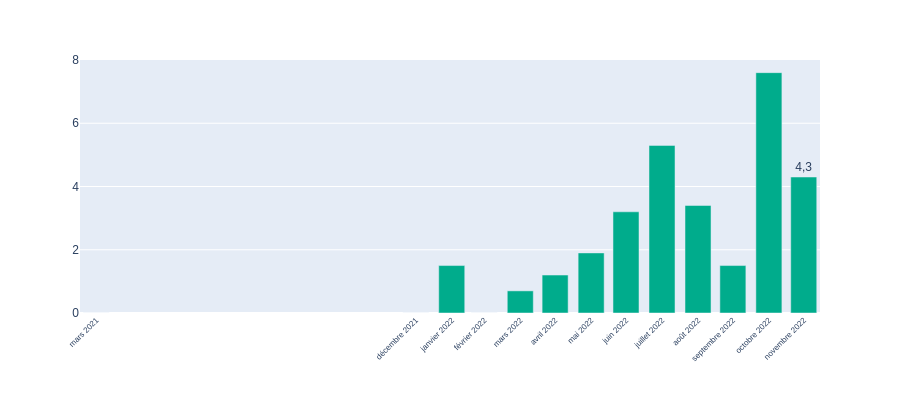 8
6
4
2
0
4,3
mars 2021
décembre 2021
janvier 2022
février 2022
mars 2022
avril 2022
mai 2022
juin 2022
juillet 2022
août 2022
septembre 2022
octobre 2022
novembre 2022